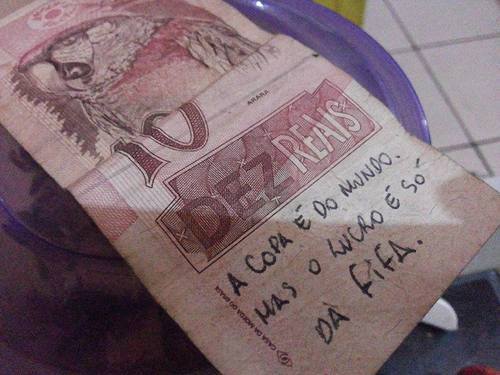 10
ARARA
DEZ REAIS
A COPA É DO MUNDO.
MAS O LUCRO É SÓ
DA FIFA.
CASA DA MOEDA DO BRASIL